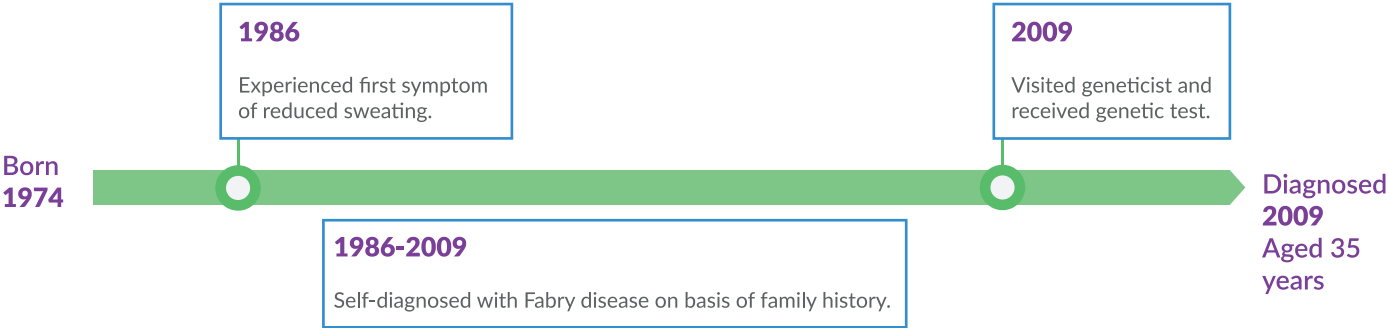 1986
Experienced first symptom
of reduced sweating.
2009
Visited geneticist and
received genetic test.
Born
1974
Diagnosed
2009
Aged 35
years
1986-2009
Self-diagnosed with Fabry disease on basis of family history.